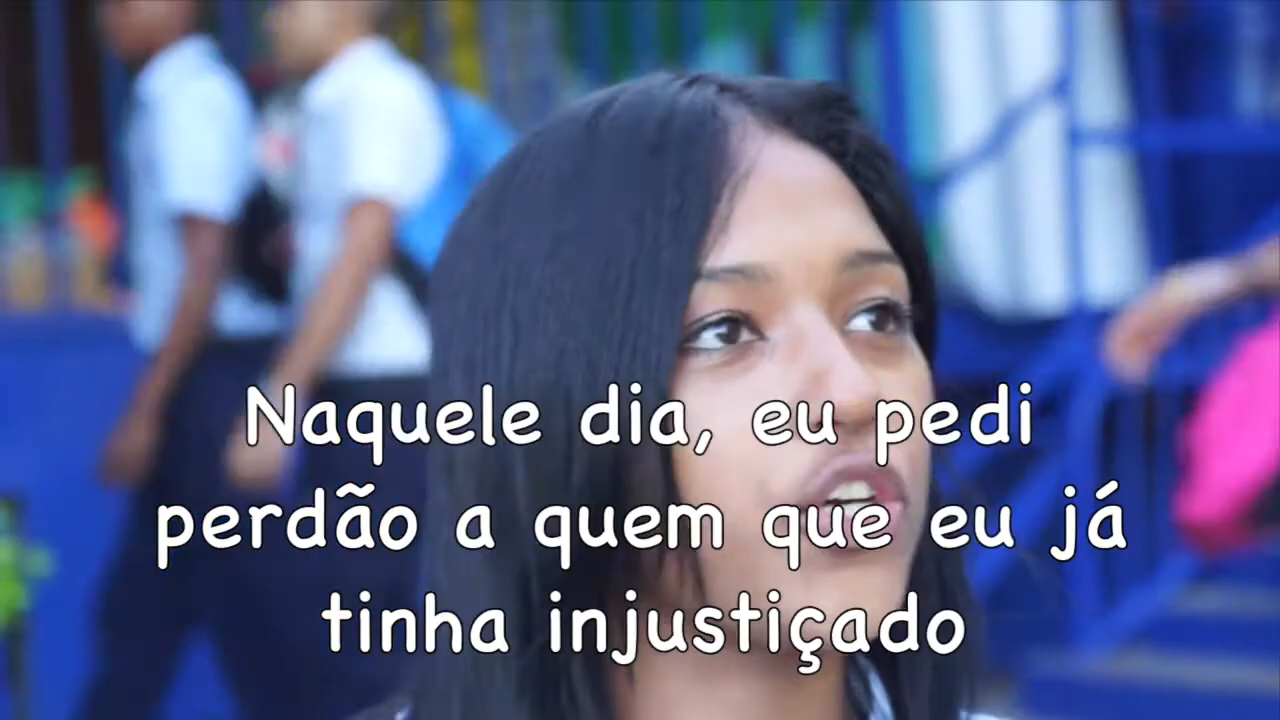 Naquele dia, eu pedi
perdão a quem que eu já
tinha injustiçado